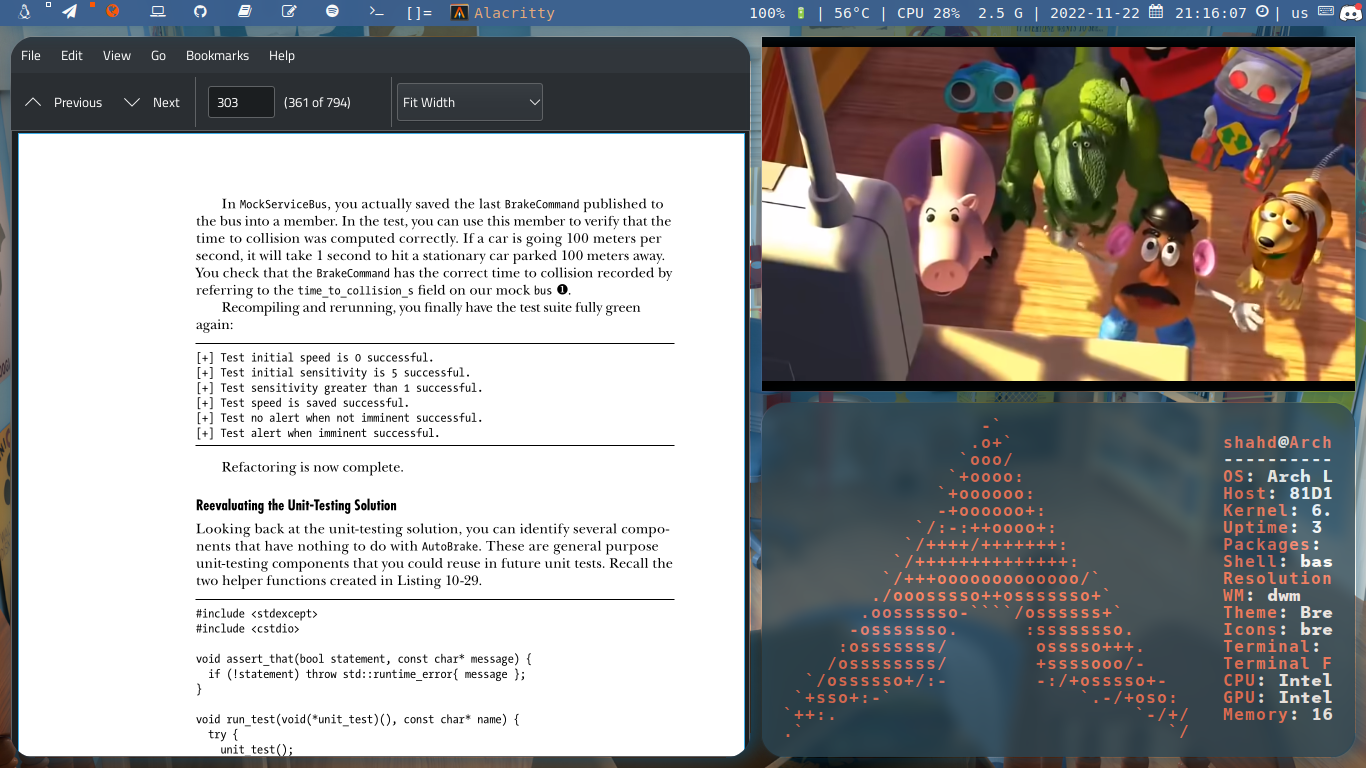 []= Alacritty 100% | 56°C | CPU 28% 2.5 G | 2022-11-22 21:16:07 | us
File Edit View Go Bookmarks Help
Previous Next 303 (361 of 794) Fit Width
In MockServiceBus, you actually saved the last BrakeCommand published to
the bus into a member. In the test, you can use this member to verify that the
time to collision was computed correctly. If a car is going 100 meters per
second, it will take 1 second to hit a stationary car parked 100 meters away.
You check that the BrakeCommand has the correct time to collision recorded by
referring to the time_to_collision_s field on our mock bus ❶.
Recompiling and rerunning, you finally have the test suite fully green
again:
[+] Test initial speed is 0 successful.
[+] Test initial sensitivity is 5 successful.
[+] Test sensitivity greater than 1 successful.
[+] Test speed is saved successful.
[+] Test no alert when not imminent successful.
[+] Test alert when imminent successful.
Refactoring is now complete.
Reevaluating the Unit-Testing Solution
Looking back at the unit-testing solution, you can identify several compo-
nents that have nothing to do with AutoBrake. These are general purpose
unit-testing components that you could reuse in future unit tests. Recall the
two helper functions created in Listing 10-29.
#include <stdexcept>
#include <cstdio>
void assert_that(bool statement, const char* message) {
if (!statement) throw std::runtime_error{ message };
}
void run_test(void(*unit_test)(), const char* name) {
try {
unit_test();
shahd@Arch
----------
OS: Arch L
Host: 81D1
Kernel: 6.
Uptime: 3
Packages:
Shell: bas
Resolution
WM: dwm
Theme: Bre
Icons: bre
Terminal:
Terminal F
CPU: Intel
GPU: Intel
Memory: 16